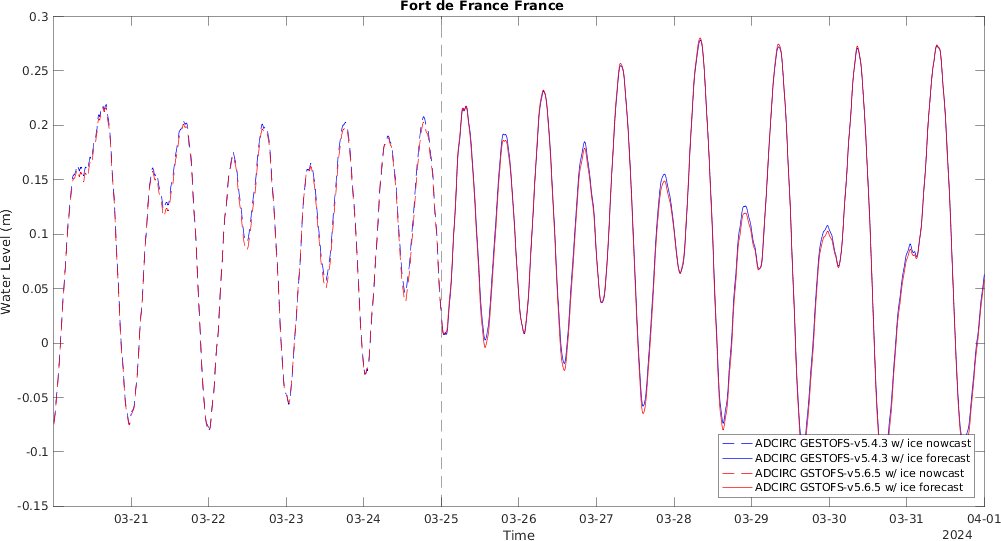 Fort de France France
0.3
0.25
0.2
0.15
0.1
0.05
0
-0.05
-0.1
-0.15
Water Level (m)
ADCIRC GESTOFS-v5.4.3 w/ ice nowcast
ADCIRC GESTOFS-v5.4.3 w/ ice forecast
ADCIRC GSTOFS-v5.6.5 w/ ice nowcast
ADCIRC GSTOFS-v5.6.5 w/ ice forecast
03-21 03-22 03-23 03-24 03-25 03-26 03-27 03-28 03-29 03-30 03-31 04-01
Time
2024